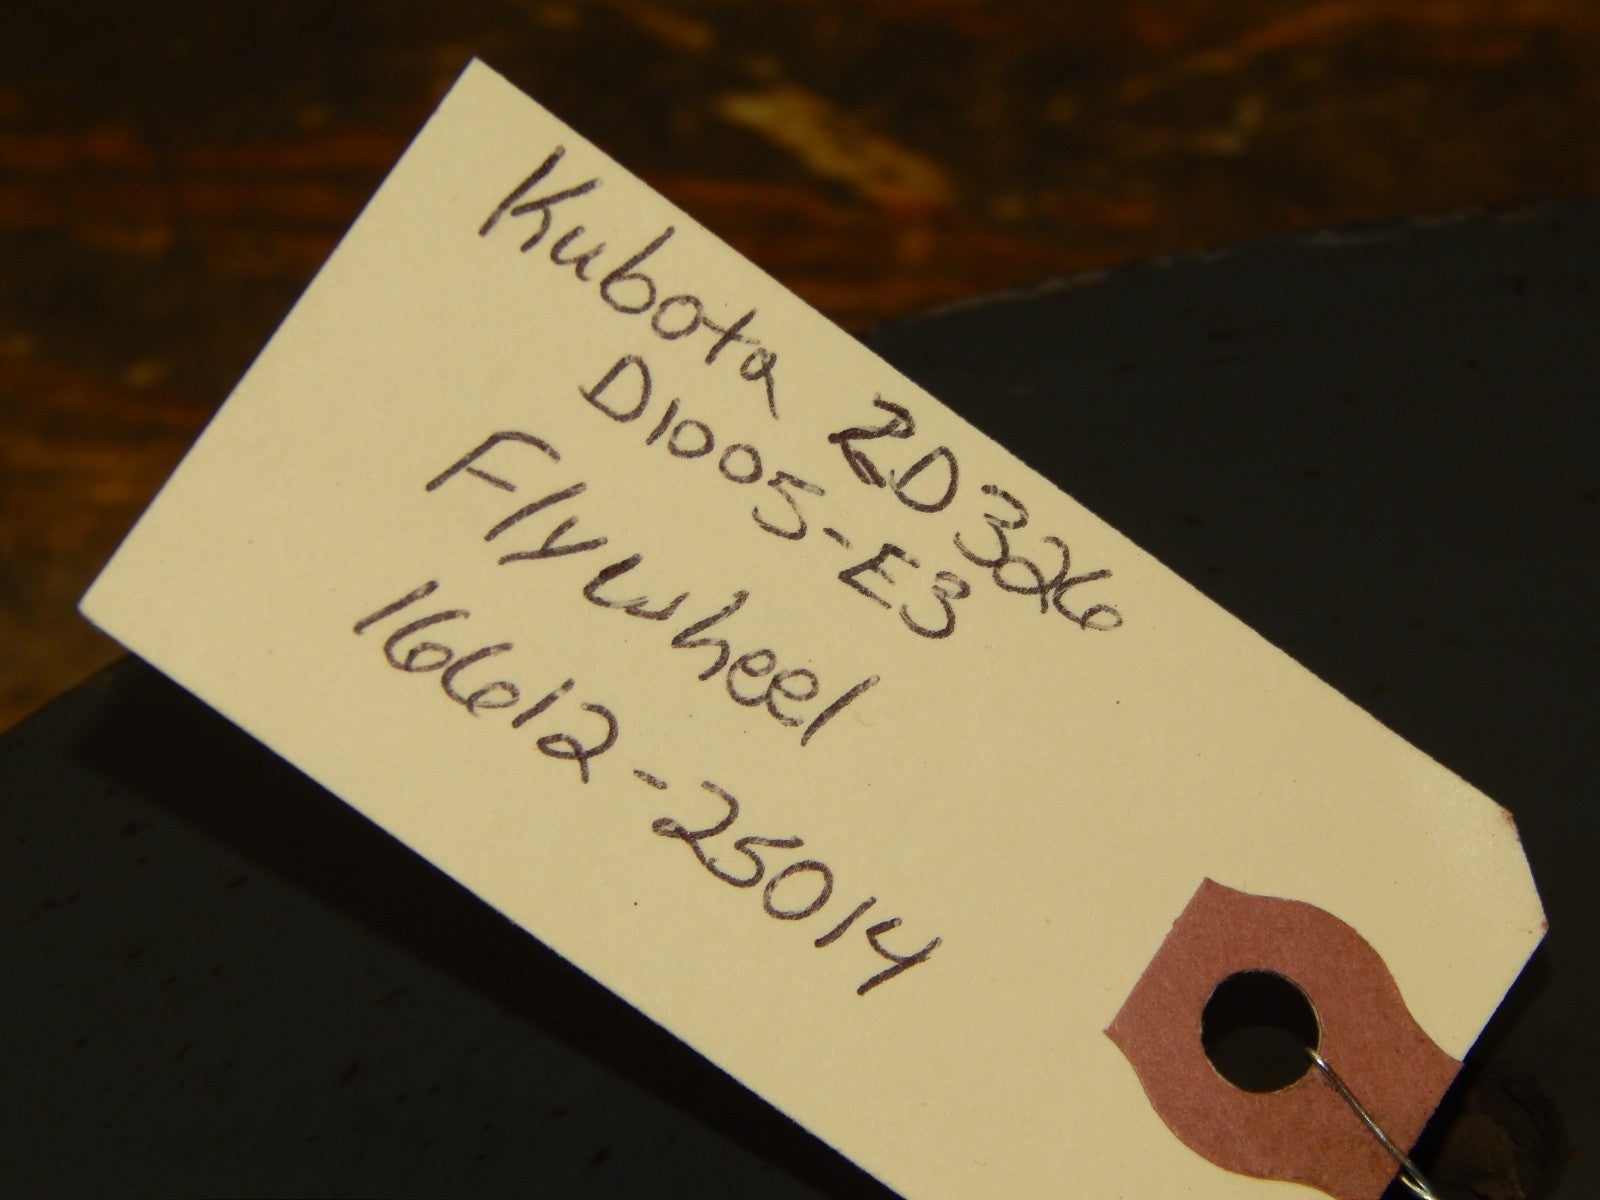 Kubota ZD326
D1005-E3
Flywheel
16612-25014